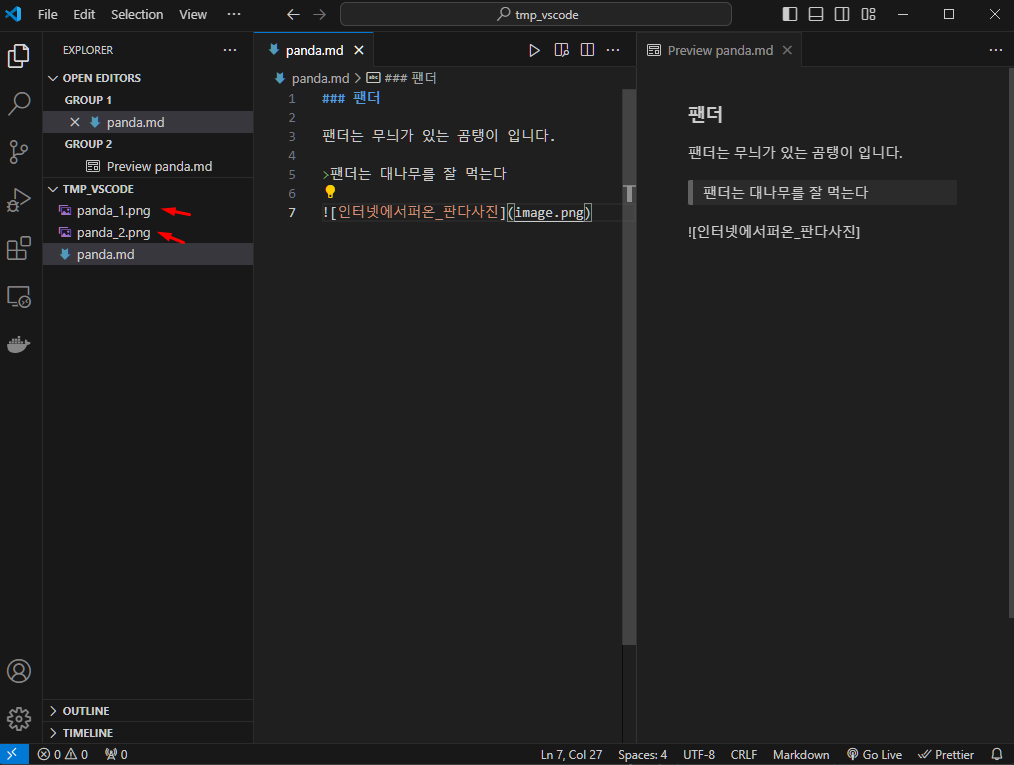 File Edit Selection View ··· tmp_vscode
EXPLORER ···
OPEN EDITORS
GROUP 1
panda.md
GROUP 2
Preview panda.md
TMP_VSCODE
panda_1.png
panda_2.png
panda.md
OUTLINE
TIMELINE
panda.md
panda.md > ### 팬더
1 ### 팬더
2
3 팬더는 무늬가 있는 곰탱이 입니다.
4
5 >팬더는 대나무를 잘 먹는다
6
7 ![인터넷에서퍼온_판다사진](image.png)
Preview panda.md
팬더
팬더는 무늬가 있는 곰탱이 입니다.
팬더는 대나무를 잘 먹는다
![인터넷에서퍼온_판다사진]
0 0 0 Ln 7, Col 27 Spaces: 4 UTF-8 CRLF Markdown Go Live Prettier